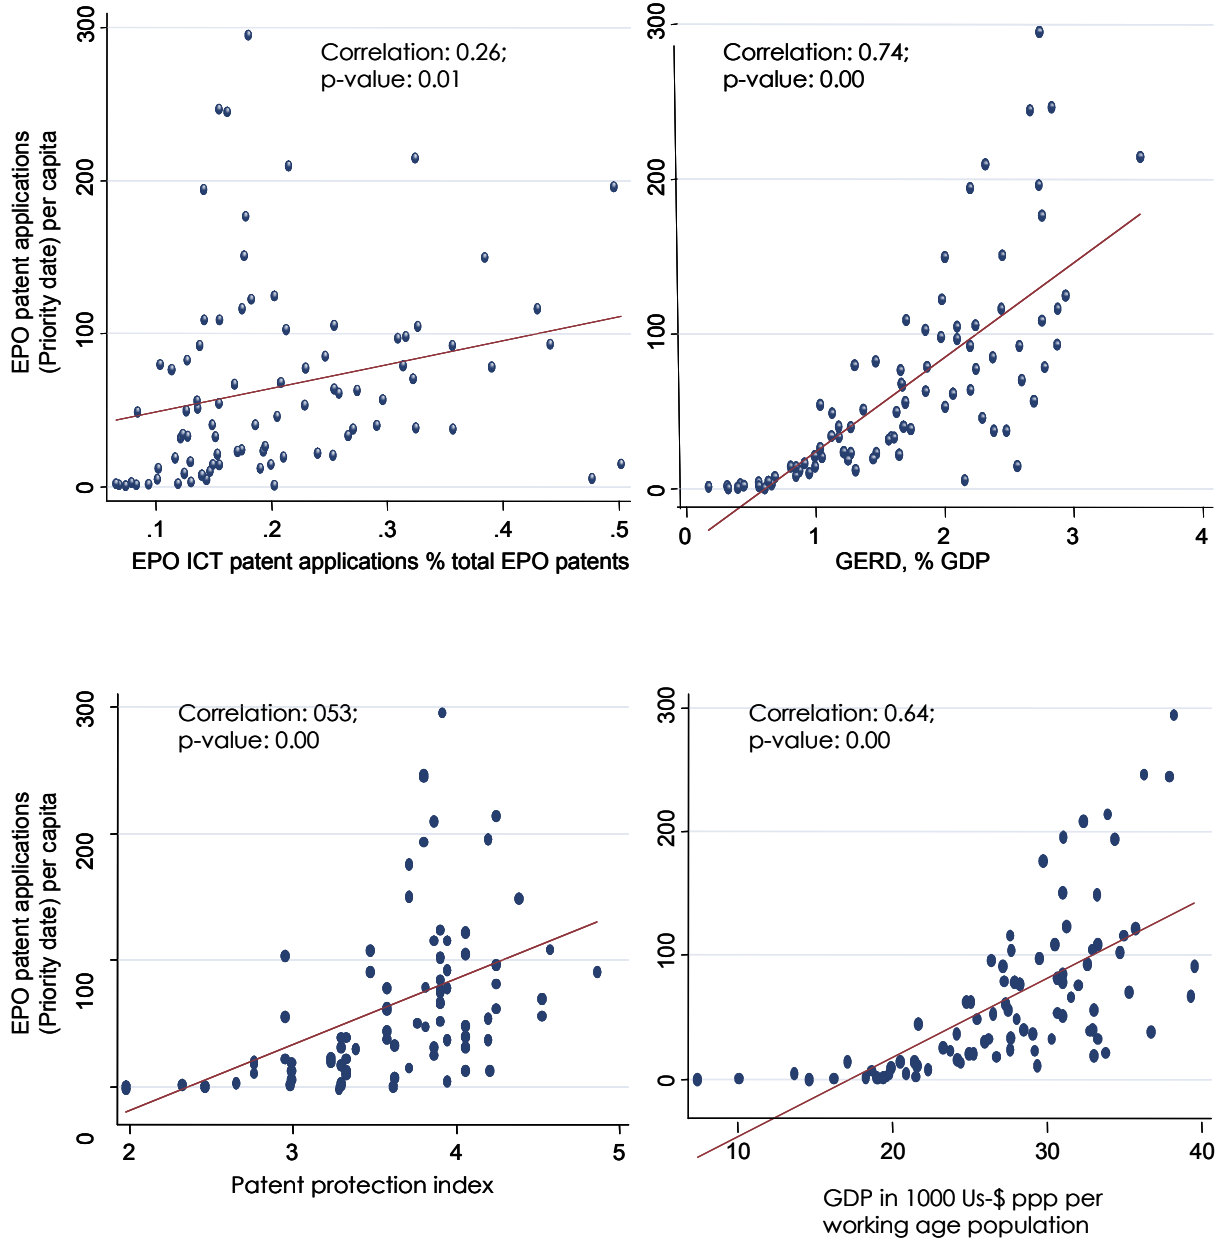 300
200
100
0
EPO patent applications
(Priority date) per capita
Correlation: 0.26;
p-value: 0.01
.1 .2 .3 .4 .5
EPO ICT patent applications % total EPO patents
300
200
100
0
Correlation: 0.74;
p-value: 0.00
0 1 2 3 4
GERD, % GDP
300
200
100
0
EPO patent applications
(Priority date) per capita
Correlation: 053;
p-value: 0.00
2 3 4 5
Patent protection index
300
200
100
0
Correlation: 0.64;
p-value: 0.00
10 20 30 40
GDP in 1000 Us-$ ppp per
working age population